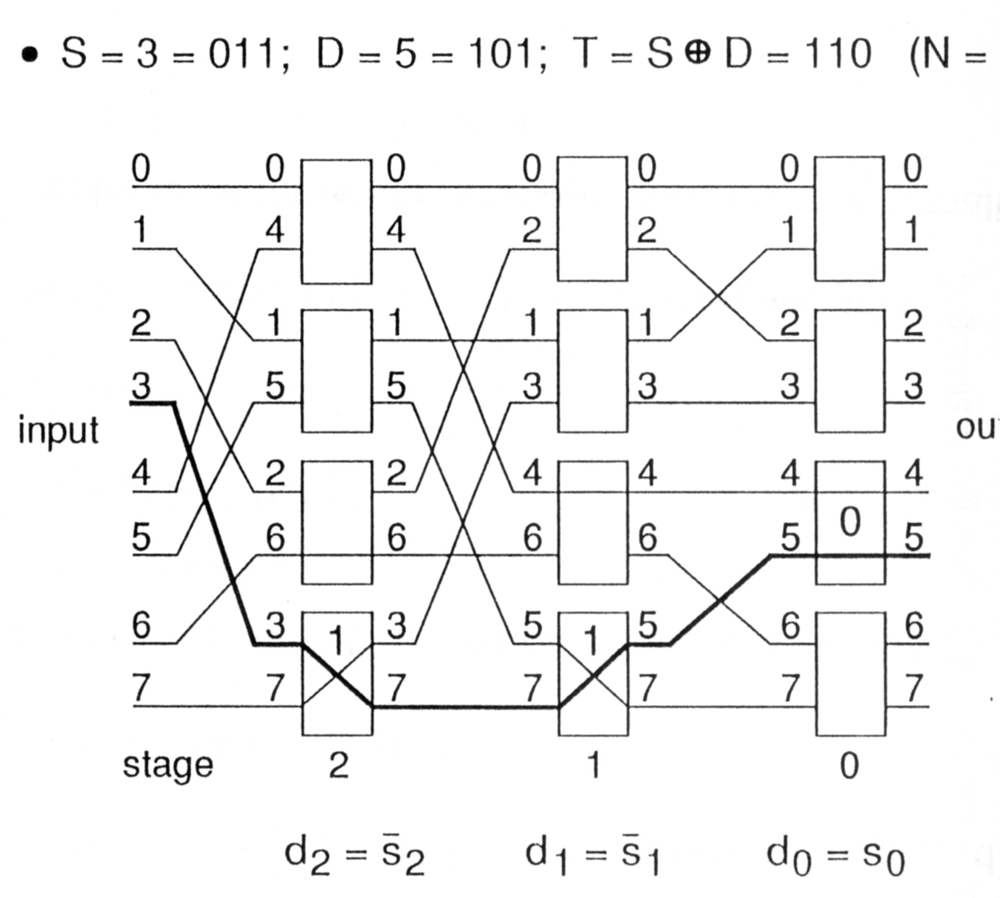 • S = 3 = 011; D = 5 = 101; T = S ⊕ D = 110 (N =
0 0 0 0 0 0 0
1 4 4 2 2 1 1
2 1 1 1 1 2 2
3 5 5 3 3 3 3
input
4 2 2 4 4 4 4
0
5 6 6 6 6 5 5
6 3 1 3 5 1 5 6 6
7 7 7 7 7 7 7
stage 2 1 0
d₂ = s̄₂ d₁ = s̄₁ d₀ = s₀